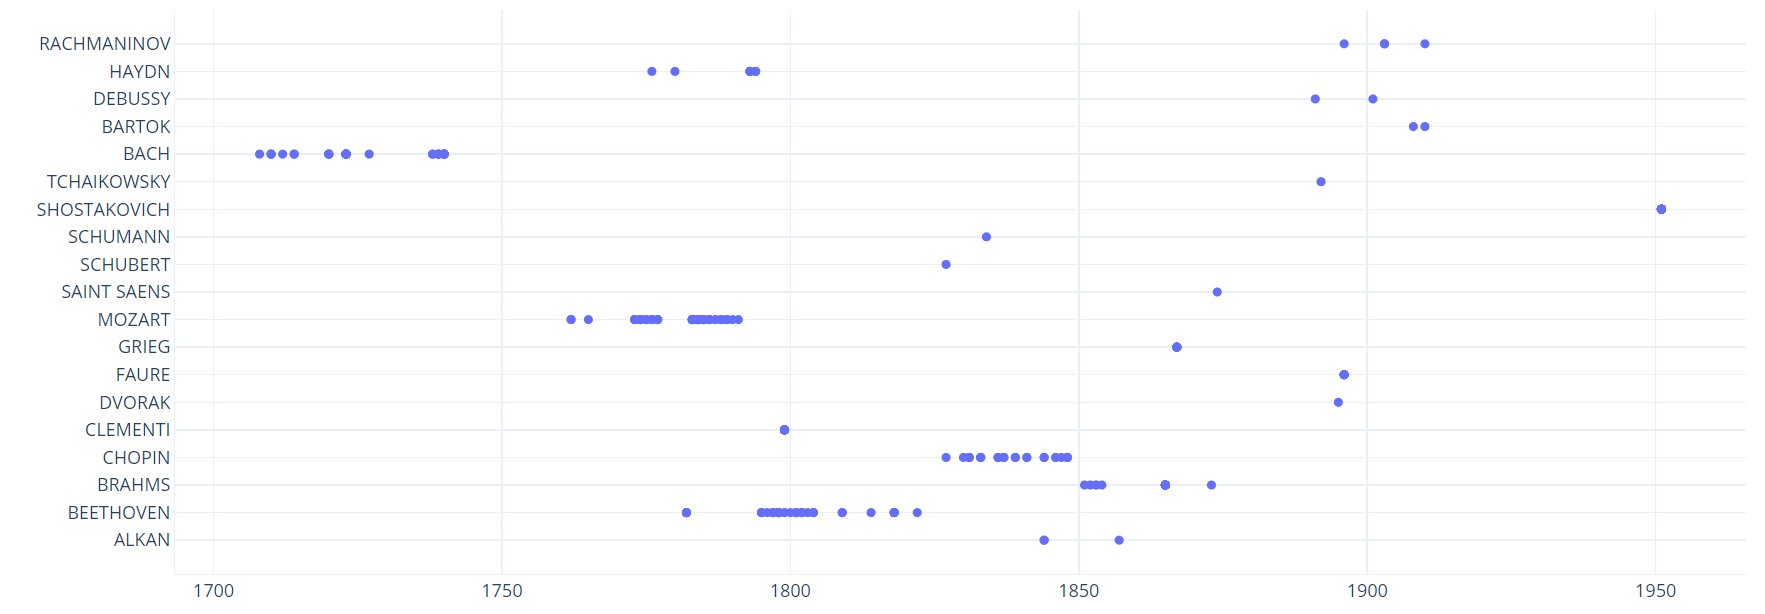 RACHMANINOV
HAYDN
DEBUSSY
BARTOK
BACH
TCHAIKOWSKY
SHOSTAKOVICH
SCHUMANN
SCHUBERT
SAINT SAENS
MOZART
GRIEG
FAURE
DVORAK
CLEMENTI
CHOPIN
BRAHMS
BEETHOVEN
ALKAN
1700 1750 1800 1850 1900 1950